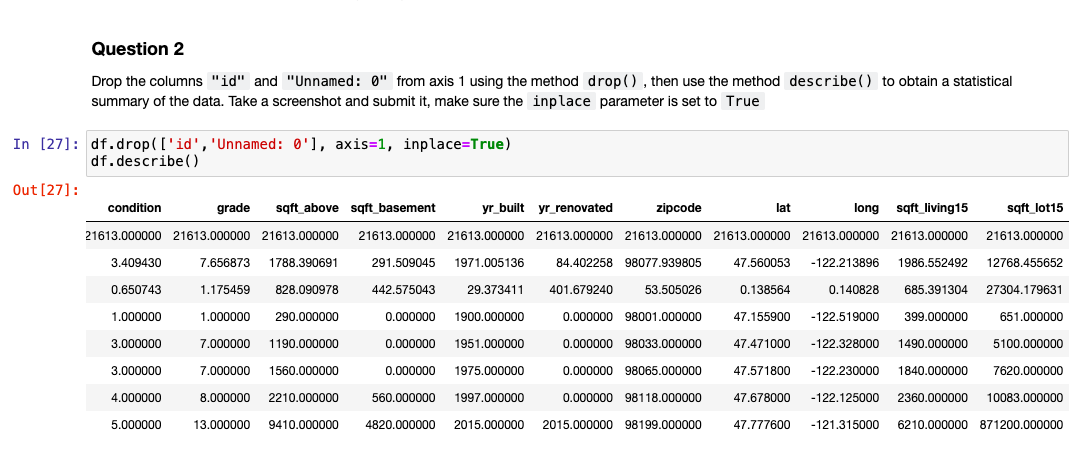 Question 2
Drop the columns "id" and "Unnamed: 0" from axis 1 using the method drop() , then use the method describe() to obtain a statistical
summary of the data. Take a screenshot and submit it, make sure the inplace parameter is set to True
In [27]: df.drop(['id','Unnamed: 0'], axis=1, inplace=True)
df.describe()
Out[27]:
condition grade sqft_above sqft_basement yr_built yr_renovated zipcode lat long sqft_living15 sqft_lot15
21613.000000 21613.000000 21613.000000 21613.000000 21613.000000 21613.000000 21613.000000 21613.000000 21613.000000 21613.000000 21613.000000
3.409430 7.656873 1788.390691 291.509045 1971.005136 84.402258 98077.939805 47.560053 -122.213896 1986.552492 12768.455652
0.650743 1.175459 828.090978 442.575043 29.373411 401.679240 53.505026 0.138564 0.140828 685.391304 27304.179631
1.000000 1.000000 290.000000 0.000000 1900.000000 0.000000 98001.000000 47.155900 -122.519000 399.000000 651.000000
3.000000 7.000000 1190.000000 0.000000 1951.000000 0.000000 98033.000000 47.471000 -122.328000 1490.000000 5100.000000
3.000000 7.000000 1560.000000 0.000000 1975.000000 0.000000 98065.000000 47.571800 -122.230000 1840.000000 7620.000000
4.000000 8.000000 2210.000000 560.000000 1997.000000 0.000000 98118.000000 47.678000 -122.125000 2360.000000 10083.000000
5.000000 13.000000 9410.000000 4820.000000 2015.000000 2015.000000 98199.000000 47.777600 -121.315000 6210.000000 871200.000000